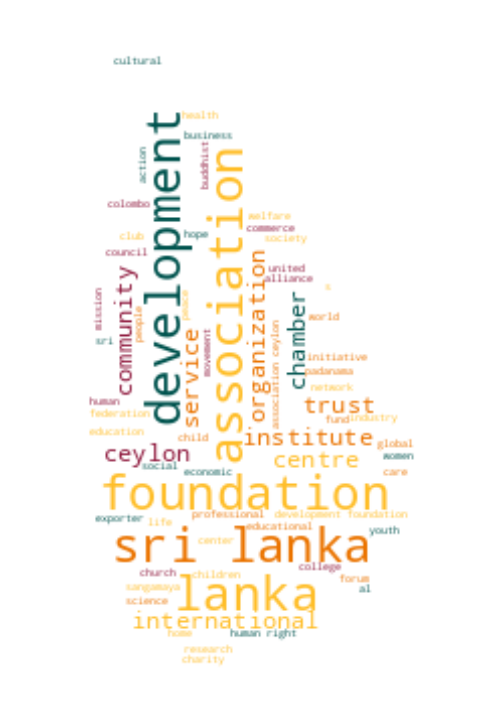 cultural
health
development
business
action
buddhist
association
colombo
welfare
commerce
club
hope
society
council
organization
united
alliance
community
s
mission
peace
chamber
people
world
association ceylon
service
movement
sri
initiative
padanama
network
human
trust
federation
fund
industry
education
child
institute
global
ceylon
centre
women
social
economic
care
foundation
exporter
life
professional
development foundation
educational
youth
sri lanka
center
church
children
college
forum
sangamaya
lanka
al
science
international
home
human right
research
charity